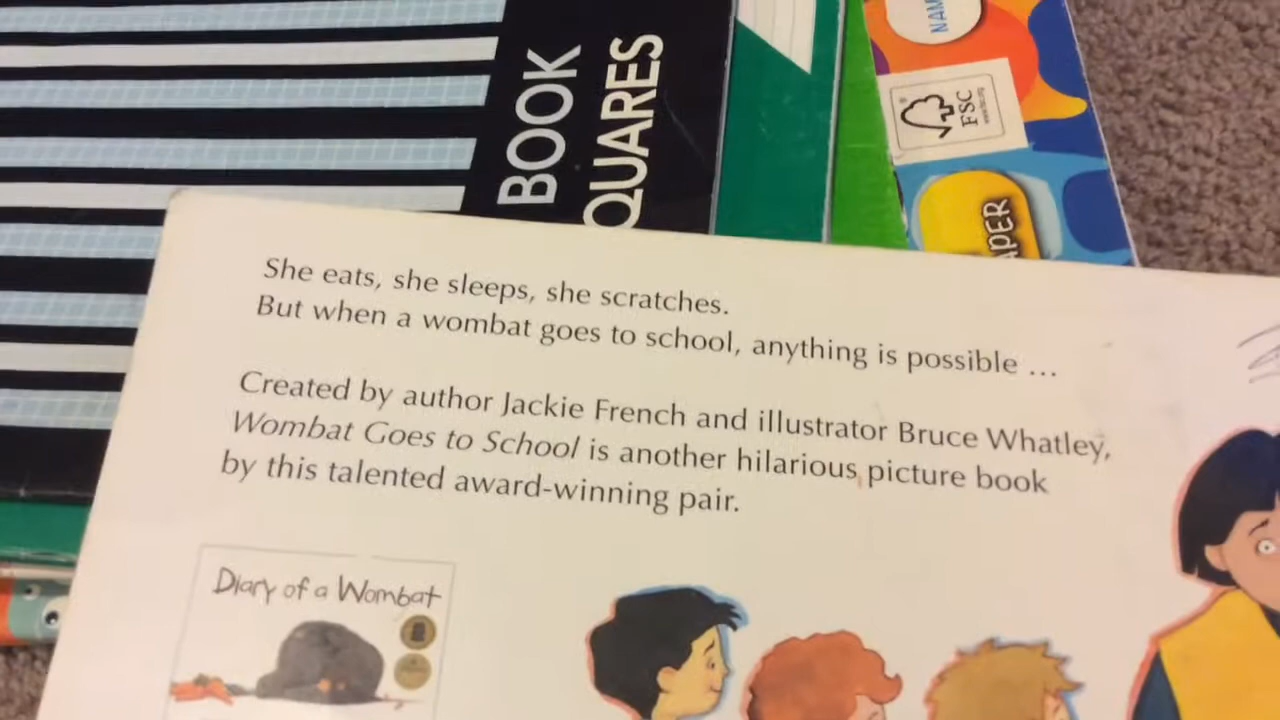 BOOK
QUARES
NAM
FSC
APER
She eats, she sleeps, she scratches.
But when a wombat goes to school, anything is possible ...
Created by author Jackie French and illustrator Bruce Whatley,
Wombat Goes to School is another hilarious picture book
by this talented award-winning pair.
Diary of a Wombat